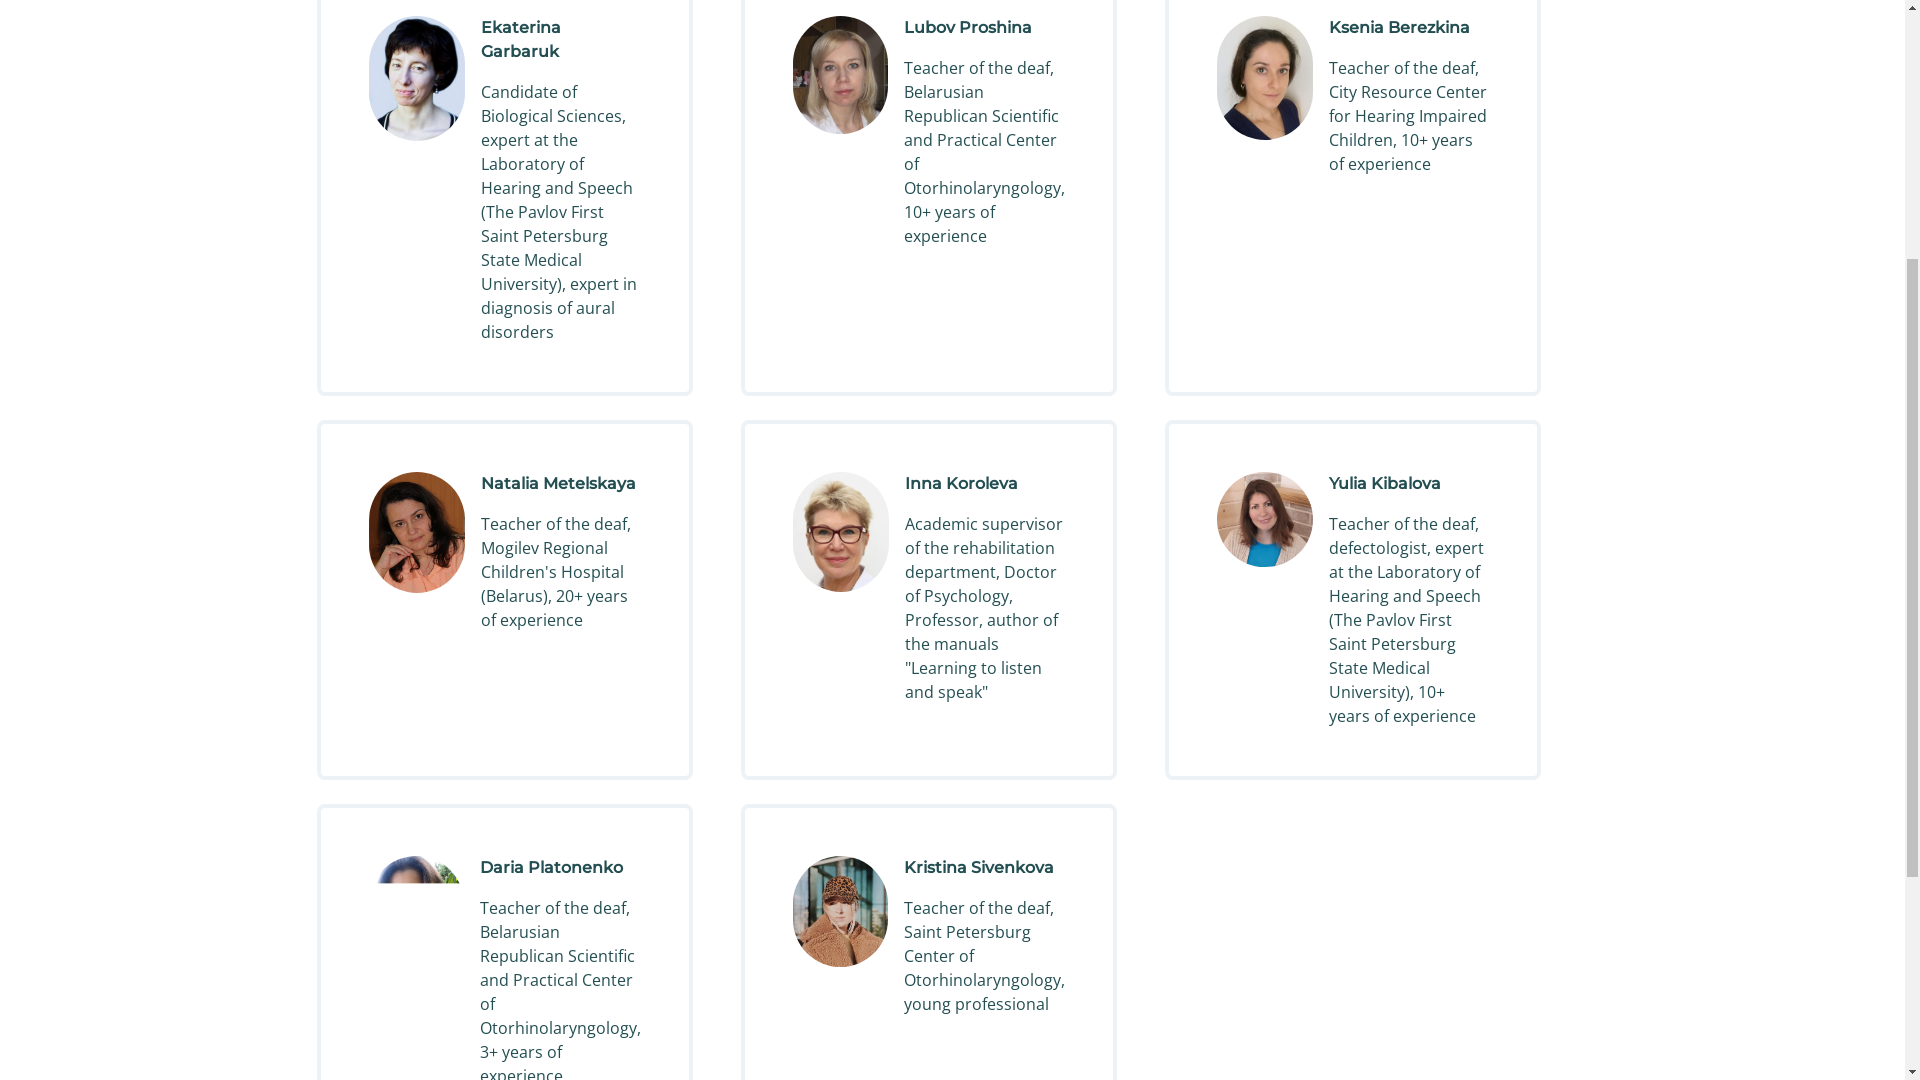 Ekaterina
Garbaruk
Candidate of
Biological Sciences,
expert at the
Laboratory of
Hearing and Speech
(The Pavlov First
Saint Petersburg
State Medical
University), expert in
diagnosis of aural
disorders
Lubov Proshina
Teacher of the deaf,
Belarusian
Republican Scientific
and Practical Center
of
Otorhinolaryngology,
10+ years of
experience
Ksenia Berezkina
Teacher of the deaf,
City Resource Center
for Hearing Impaired
Children, 10+ years
of experience
Natalia Metelskaya
Teacher of the deaf,
Mogilev Regional
Children's Hospital
(Belarus), 20+ years
of experience
Inna Koroleva
Academic supervisor
of the rehabilitation
department, Doctor
of Psychology,
Professor, author of
the manuals
"Learning to listen
and speak"
Yulia Kibalova
Teacher of the deaf,
defectologist, expert
at the Laboratory of
Hearing and Speech
(The Pavlov First
Saint Petersburg
State Medical
University), 10+
years of experience
Daria Platonenko
Teacher of the deaf,
Belarusian
Republican Scientific
and Practical Center
of
Otorhinolaryngology,
3+ years of
experience
Kristina Sivenkova
Teacher of the deaf,
Saint Petersburg
Center of
Otorhinolaryngology,
young professional